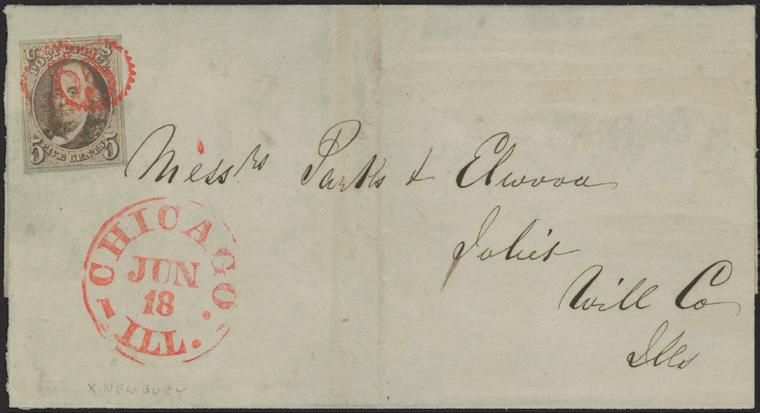 U S
POST OFFICE
5 FIVE CENTS 5
Messrs Parks & Elwood
Joliet
Will Co
Ills
CHICAGO
JUN
18
ILL.
X NEWBURY